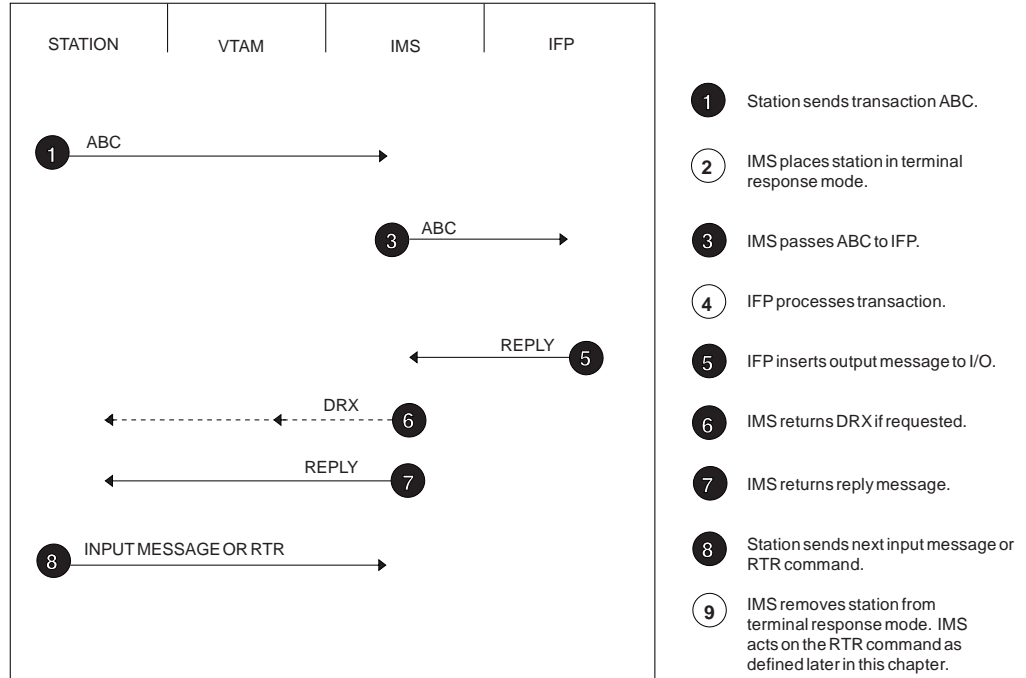 STATION VTAM IMS IFP
1 ABC
3 ABC
REPLY 5
DRX 6
REPLY 7
8 INPUT MESSAGE OR RTR
1 Station sends transaction ABC.
2 IMS places station in terminal
response mode.
3 IMS passes ABC to IFP.
4 IFP processes transaction.
5 IFP inserts output message to I/O.
6 IMS returns DRX if requested.
7 IMS returns reply message.
8 Station sends next input message or
RTR command.
9 IMS removes station from
terminal response mode. IMS
acts on the RTR command as
defined later in this chapter.